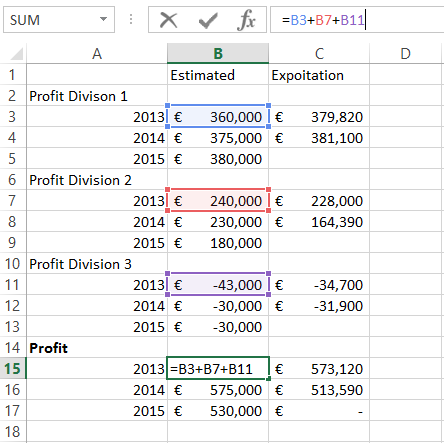 SUM =B3+B7+B11
A B C D
1 Estimated Expoitation
2 Profit Divison 1
3 2013 € 360,000 € 379,820
4 2014 € 375,000 € 381,100
5 2015 € 380,000
6 Profit Division 2
7 2013 € 240,000 € 228,000
8 2014 € 230,000 € 164,390
9 2015 € 180,000
10 Profit Division 3
11 2013 € -43,000 € -34,700
12 2014 € -30,000 € -31,900
13 2015 € -30,000
14 Profit
15 2013 =B3+B7+B11 € 573,120
16 2014 € 575,000 € 513,590
17 2015 € 530,000 € -
18